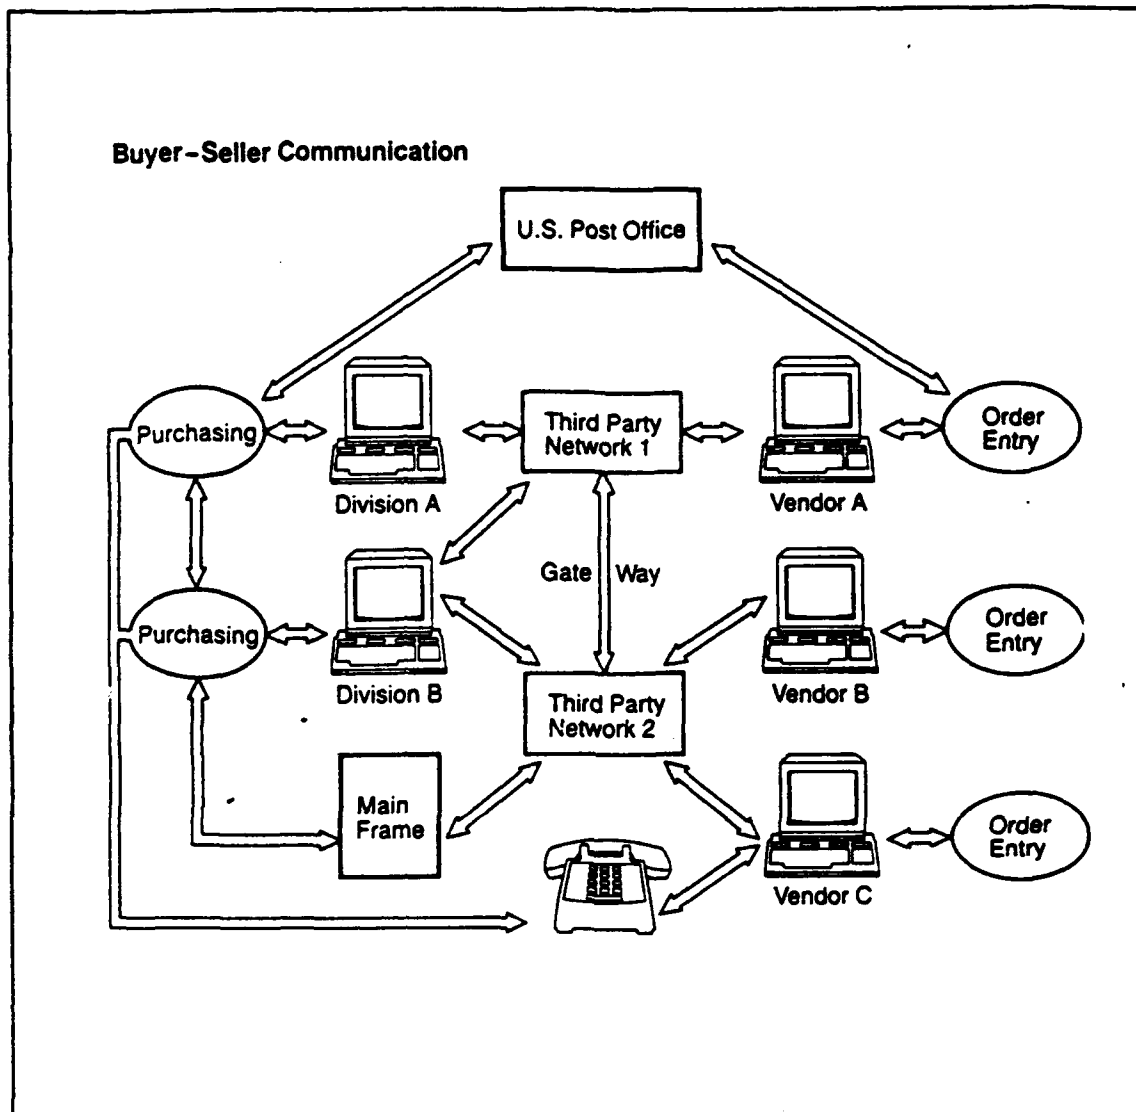 Buyer-Seller Communication
U.S. Post Office
Purchasing
Division A
Third Party
Network 1
Vendor A
Order
Entry
Purchasing
Division B
Gate Way
Vendor B
Order
Entry
Third Party
Network 2
Main
Frame
Vendor C
Order
Entry